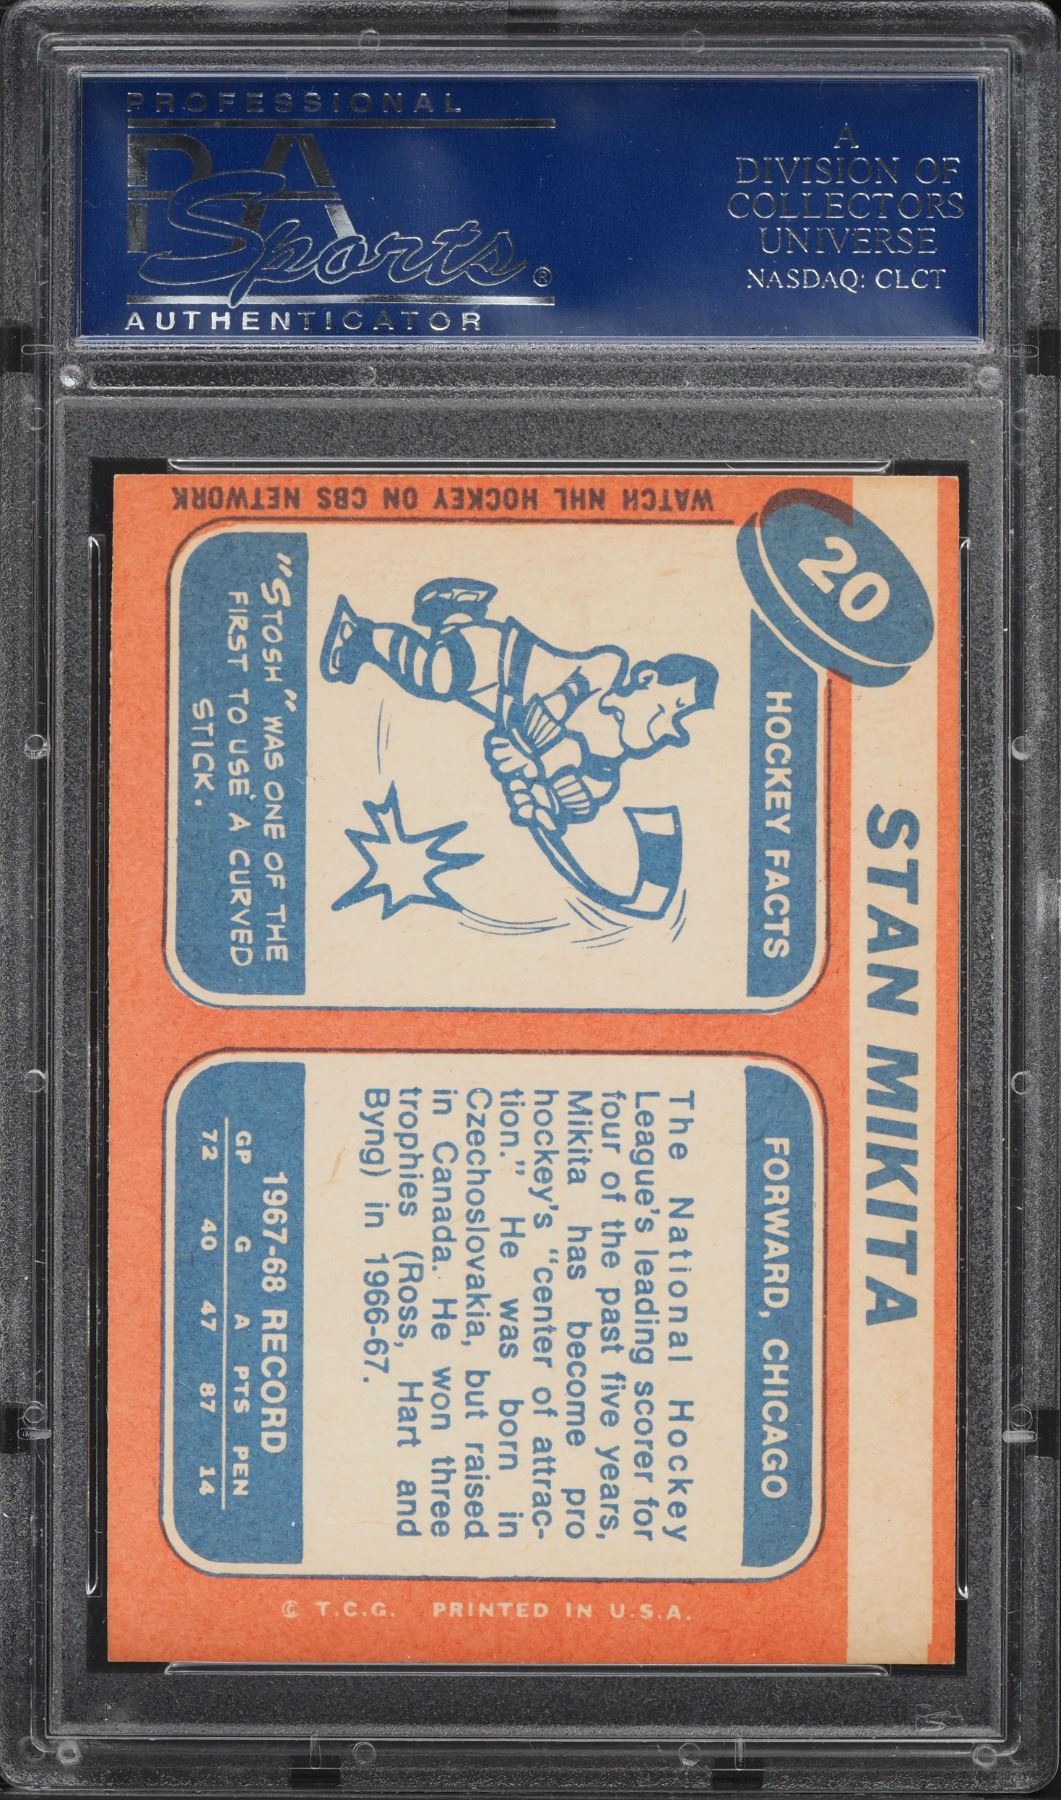 PROFESSIONAL
PSA
Sports®
AUTHENTICATOR
A
DIVISION OF
COLLECTORS
UNIVERSE
NASDAQ: CLCT
WATCH NHL HOCKEY ON CBS NETWORK
20
STAN MIKITA
HOCKEY FACTS
"STOSH" WAS ONE OF THE
FIRST TO USE A CURVED
STICK.
FORWARD, CHICAGO
The National Hockey
League's leading scorer for
four of the past five years,
Mikita has become pro
hockey's "center of attrac-
tion." He was born in
Czechoslovakia, but raised
in Canada. He won three
trophies (Ross, Hart and
Byng) in 1966-67.
1967-68 RECORD
GP G A PTS PEN
72 40 47 87 14
© T.C.G. PRINTED IN U.S.A.